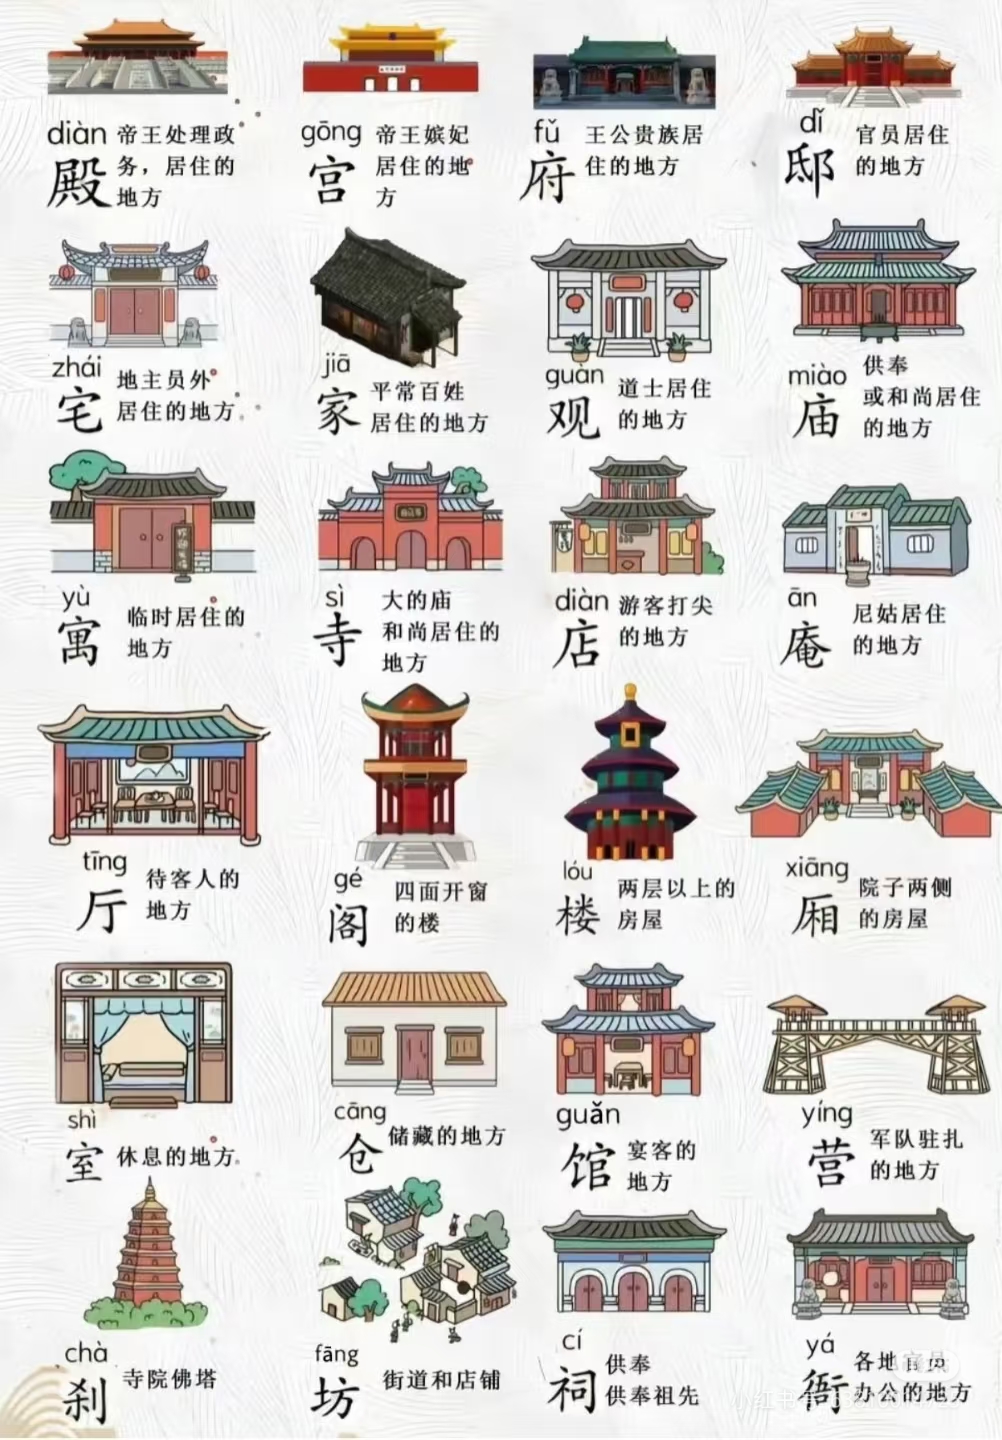 diàn
殿
帝王处理政
务，居住的
地方
gōng
宫
帝王嫔妃
居住的地
方
fǔ
府
王公贵族居
住的地方
dǐ
邸
官员居住
的地方
zhái
宅
地主员外
居住的地方
jiā
家
平常百姓
居住的地方
guàn
观
道士居住
的地方
miào
庙
供奉
或和尚居住
的地方
yù
寓
临时居住的
地方
sì
寺
大的庙
和尚居住的
地方
diàn
店
游客打尖
的地方
ān
庵
尼姑居住
的地方
tīng
厅
待客人的
地方
gé
阁
四面开窗
的楼
lóu
楼
两层以上的
房屋
xiāng
厢
院子两侧
的房屋
shì
室
休息的地方
cāng
仓
储藏的地方
guǎn
馆
宴客的
地方
yíng
营
军队驻扎
的地方
chà
刹
寺院佛塔
fāng
坊
街道和店铺
cí
祠
供奉
供奉祖先
yá
衙
各地官员
办公的地方
小红书号